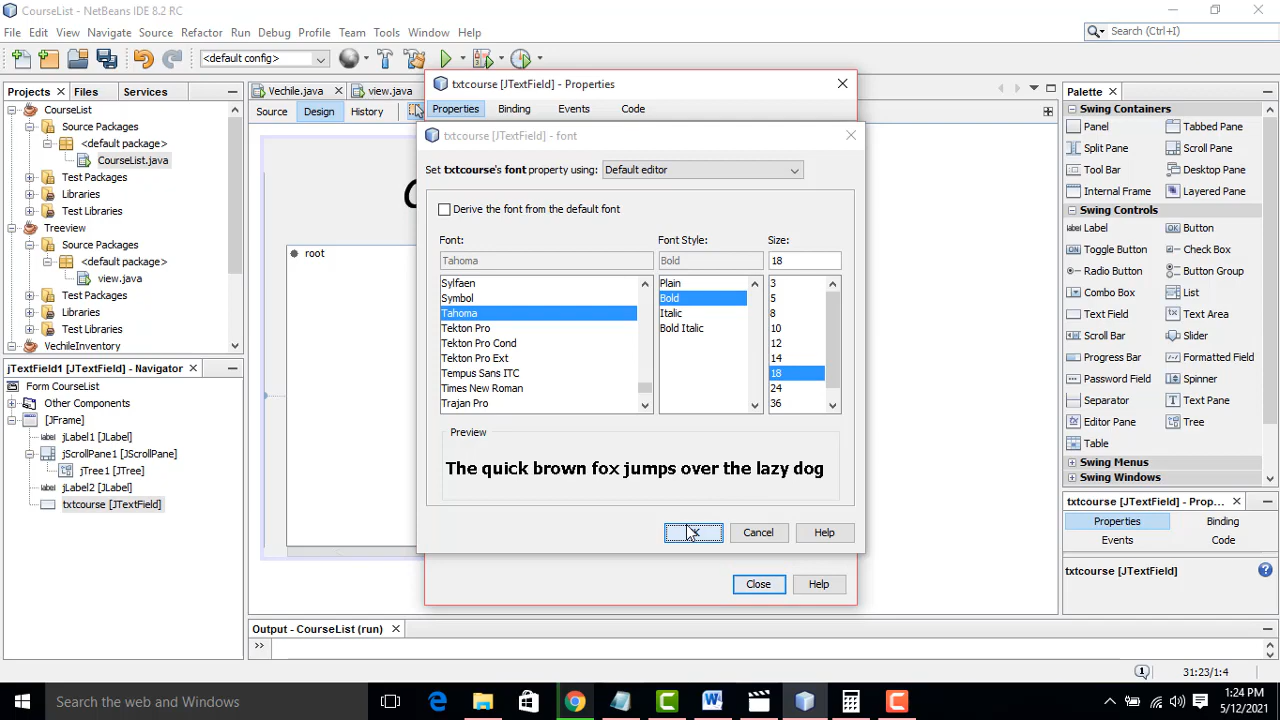 CourseList - NetBeans IDE 8.2 RC
File Edit View Navigate Source Refactor Run Debug Profile Team Tools Window Help
Search (Ctrl+I)
<default config>
Projects Files Services
CourseList
Source Packages
<default package>
CourseList.java
Test Packages
Libraries
Test Libraries
Treeview
Source Packages
<default package>
view.java
Test Packages
Libraries
Test Libraries
VechileInventory
jTextField1 [JTextField] - Navigator
Form CourseList
Other Components
[JFrame]
jLabel1 [JLabel]
jScrollPane1 [JScrollPane]
jTree1 [JTree]
jLabel2 [JLabel]
txtcourse [JTextField]
Vechile.java view.java
Source Design History
root
txtcourse [JTextField] - Properties
Properties Binding Events Code
txtcourse [JTextField] - font
Set txtcourse's font property using: Default editor
Derive the font from the default font
Font: Font Style: Size:
Tahoma Bold 18
Sylfaen Plain 3
Symbol Bold 5
Tahoma Italic 8
Tekton Pro Bold Italic 10
Tekton Pro Cond 12
Tekton Pro Ext 14
Tempus Sans ITC 18
Times New Roman 24
Trajan Pro 36
Preview
The quick brown fox jumps over the lazy dog
Cancel Help
Close Help
Output - CourseList (run)
>>
Palette
Swing Containers
Panel Tabbed Pane
Split Pane Scroll Pane
Tool Bar Desktop Pane
Internal Frame Layered Pane
Swing Controls
Label Button
Toggle Button Check Box
Radio Button Button Group
Combo Box List
Text Field Text Area
Scroll Bar Slider
Progress Bar Formatted Field
Password Field Spinner
Separator Text Pane
Editor Pane Tree
Table
Swing Menus
Swing Windows
txtcourse [JTextField] - Prop...
Properties Binding
Events Code
txtcourse [JTextField]
1 31:23/1:4
Search the web and Windows
1:24 PM
5/12/2021